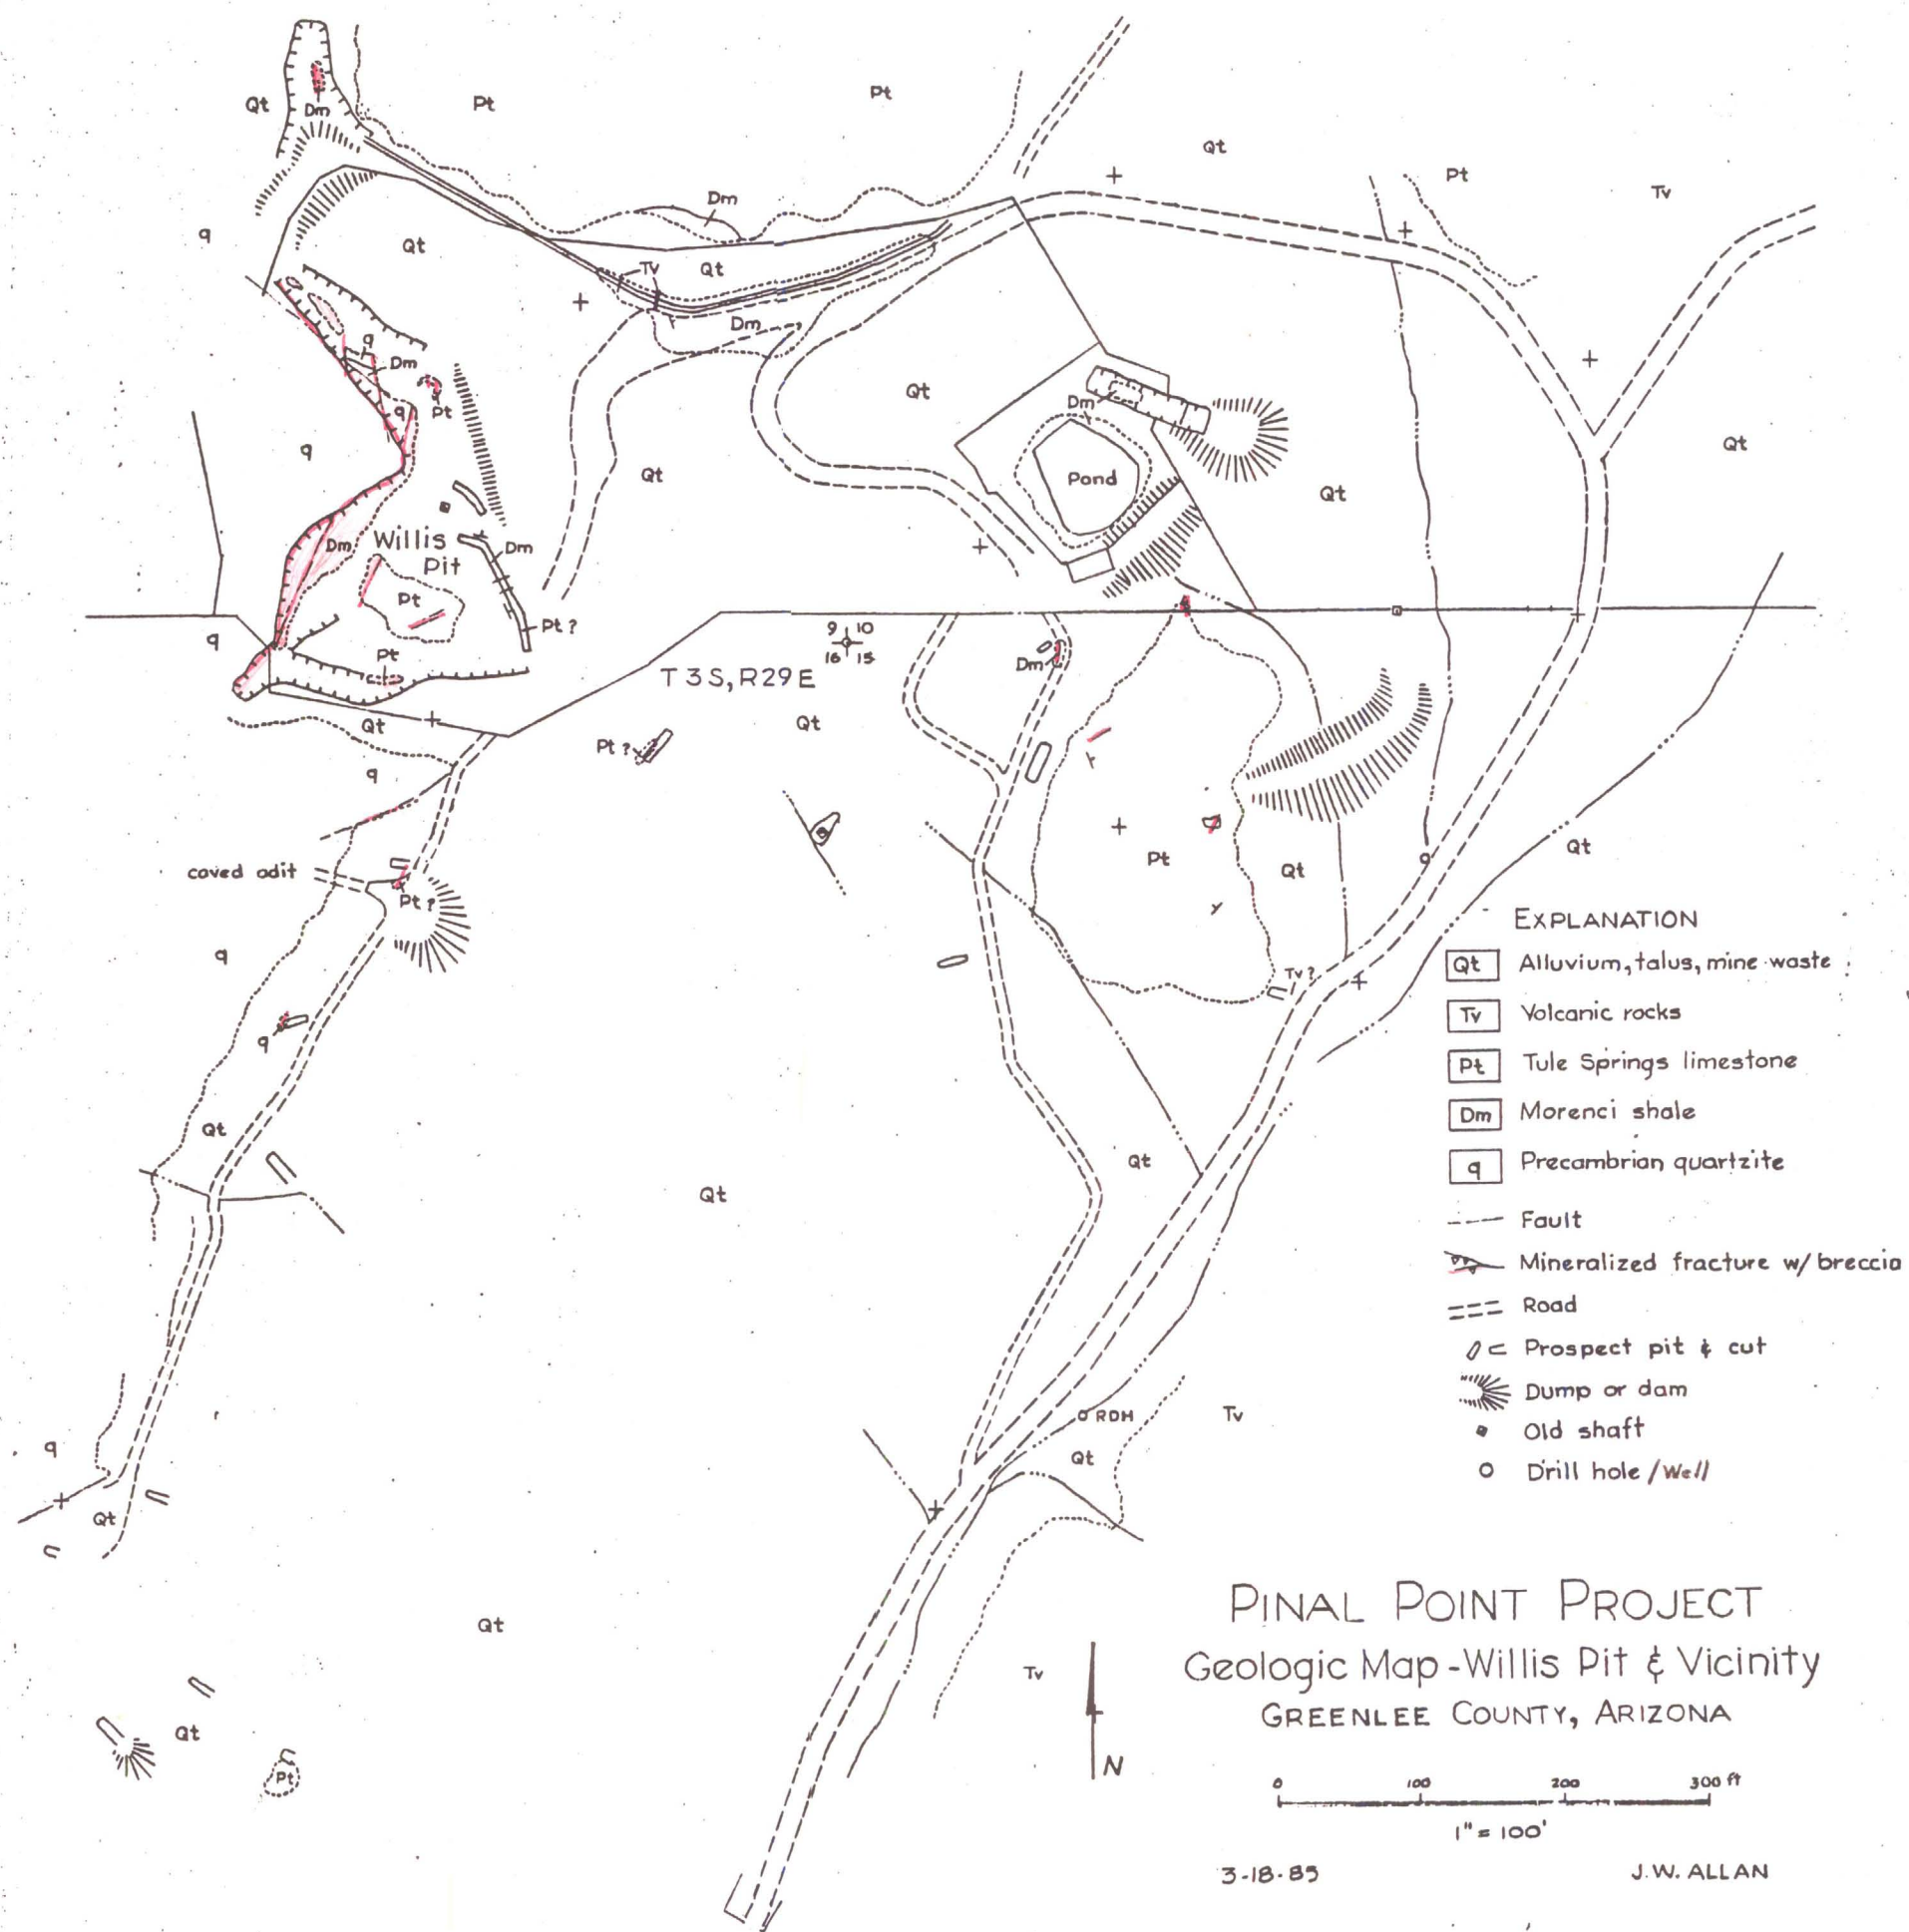 Pt
Pt
Qt
Dm
Qt
Pt
Tv
Dm
q
Qt
Tv
Qt
Dm
q
Dm
q
Pt
Qt
Dm
Qt
q
Qt
Pond
Qt
Willis
Pit
Dm
Dm
Pt
Pt ?
q
9 10
16 15
T3S, R29E
Dm
Pt
Qt
Qt
Pt ?
q
Pt
Qt
Qt
coved adit
Pt ?
q
q
Tv?
Qt
Qt
Qt
RDM
Tv
Qt
q
Qt
Qt
Tv
Qt
Pt
EXPLANATION
Qt Alluvium, talus, mine waste
Tv Volcanic rocks
Pt Tule Springs limestone
Dm Morenci shale
q Precambrian quartzite
Fault
Mineralized fracture w/ breccia
Road
Prospect pit & cut
Dump or dam
Old shaft
Drill hole / Well
PINAL POINT PROJECT
Geologic Map - Willis Pit & Vicinity
GREENLEE COUNTY, ARIZONA
N
0 100 200 300 ft
1" = 100'
3-18-85
J.W. ALLAN